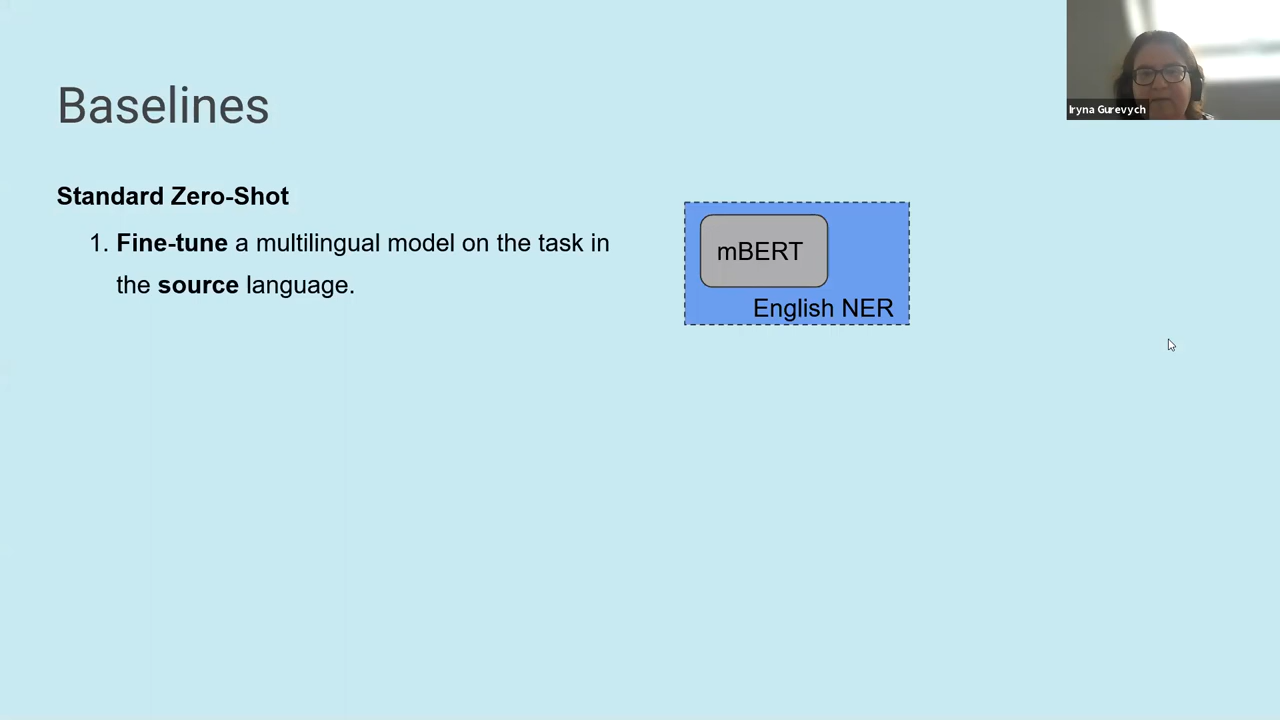 Baselines
Iryna Gurevych
Standard Zero-Shot
1. Fine-tune a multilingual model on the task in
the source language.
mBERT
English NER